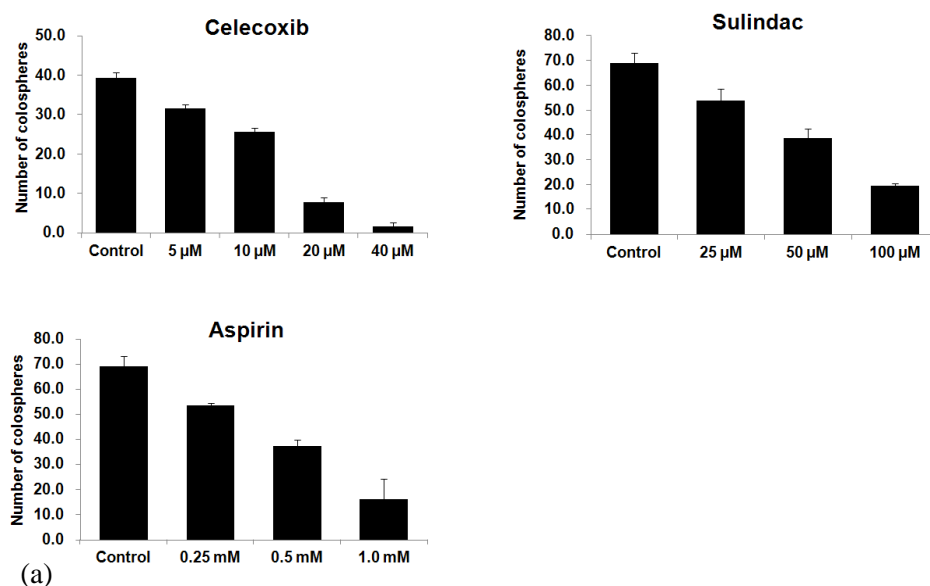 Celecoxib
Number of colospheres
50.0
40.0
30.0
20.0
10.0
0.0
Control 5 µM 10 µM 20 µM 40 µM
Sulindac
Number of colospheres
80.0
70.0
60.0
50.0
40.0
30.0
20.0
10.0
0.0
Control 25 µM 50 µM 100 µM
Aspirin
Number of colospheres
80.0
70.0
60.0
50.0
40.0
30.0
20.0
10.0
0.0
Control 0.25 mM 0.5 mM 1.0 mM
(a)